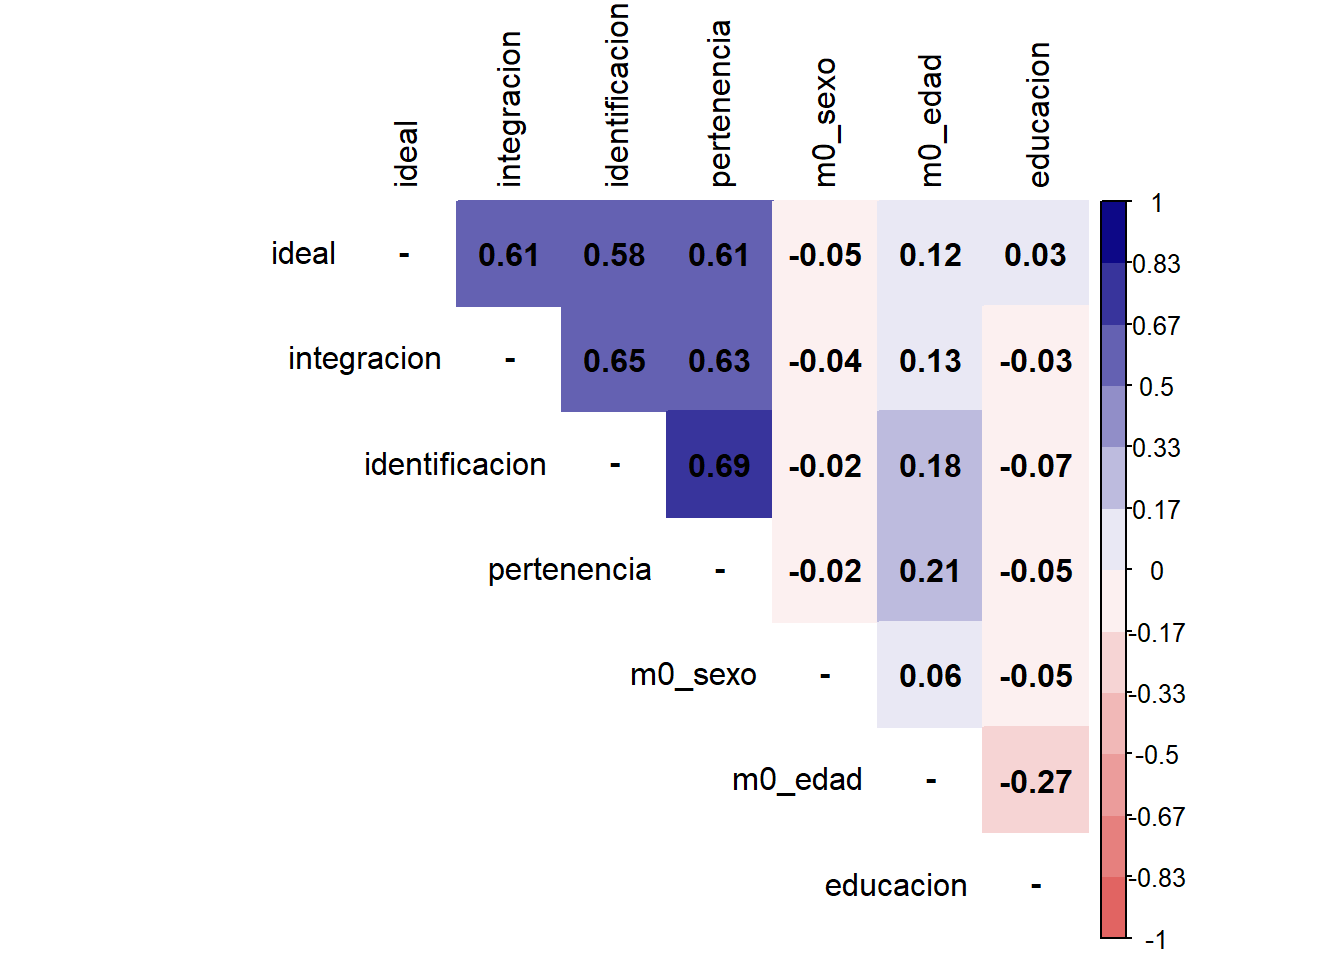 ideal integracion identificacion pertenencia m0_sexo m0_edad educacion
ideal - 0.61 0.58 0.61 -0.05 0.12 0.03
integracion - 0.65 0.63 -0.04 0.13 -0.03
identificacion - 0.69 -0.02 0.18 -0.07
pertenencia - -0.02 0.21 -0.05
m0_sexo - 0.06 -0.05
m0_edad - -0.27
educacion -
1
0.83
0.67
0.5
0.33
0.17
0
-0.17
-0.33
-0.5
-0.67
-0.83
-1